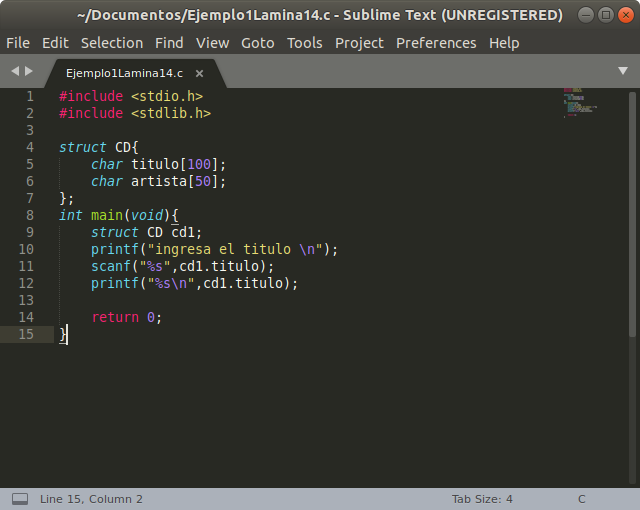 ~/Documentos/Ejemplo1Lamina14.c - Sublime Text (UNREGISTERED)
File Edit Selection Find View Goto Tools Project Preferences Help
Ejemplo1Lamina14.c ×
1 #include <stdio.h>
2 #include <stdlib.h>
3
4 struct CD{
5 char titulo[100];
6 char artista[50];
7 };
8 int main(void){
9 struct CD cd1;
10 printf("ingresa el titulo \n");
11 scanf("%s",cd1.titulo);
12 printf("%s\n",cd1.titulo);
13
14 return 0;
15 }
Line 15, Column 2 Tab Size: 4 C